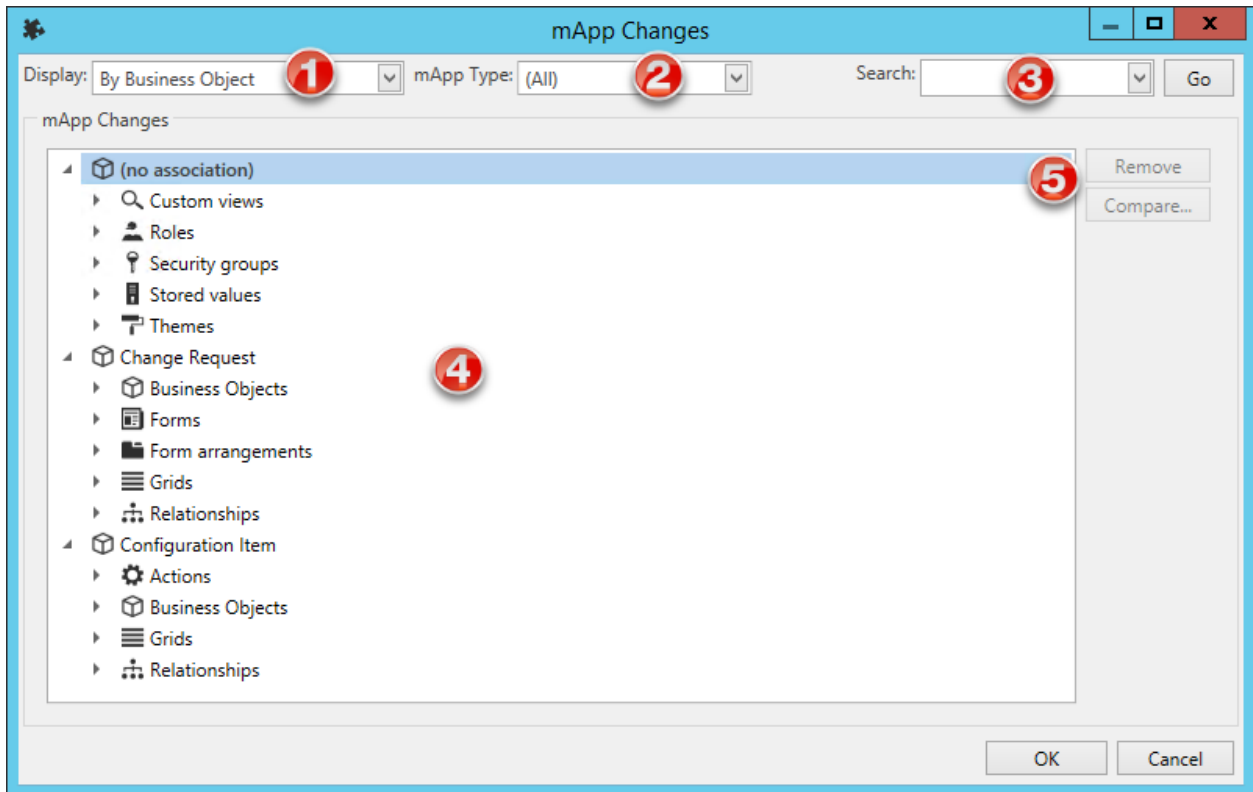 mApp Changes
Display: By Business Object 1 mApp Type: (All) 2 Search: 3 Go
mApp Changes
(no association) 5 Remove
Custom views Compare...
Roles
Security groups
Stored values
Themes
Change Request 4
Business Objects
Forms
Form arrangements
Grids
Relationships
Configuration Item
Actions
Business Objects
Grids
Relationships
OK Cancel